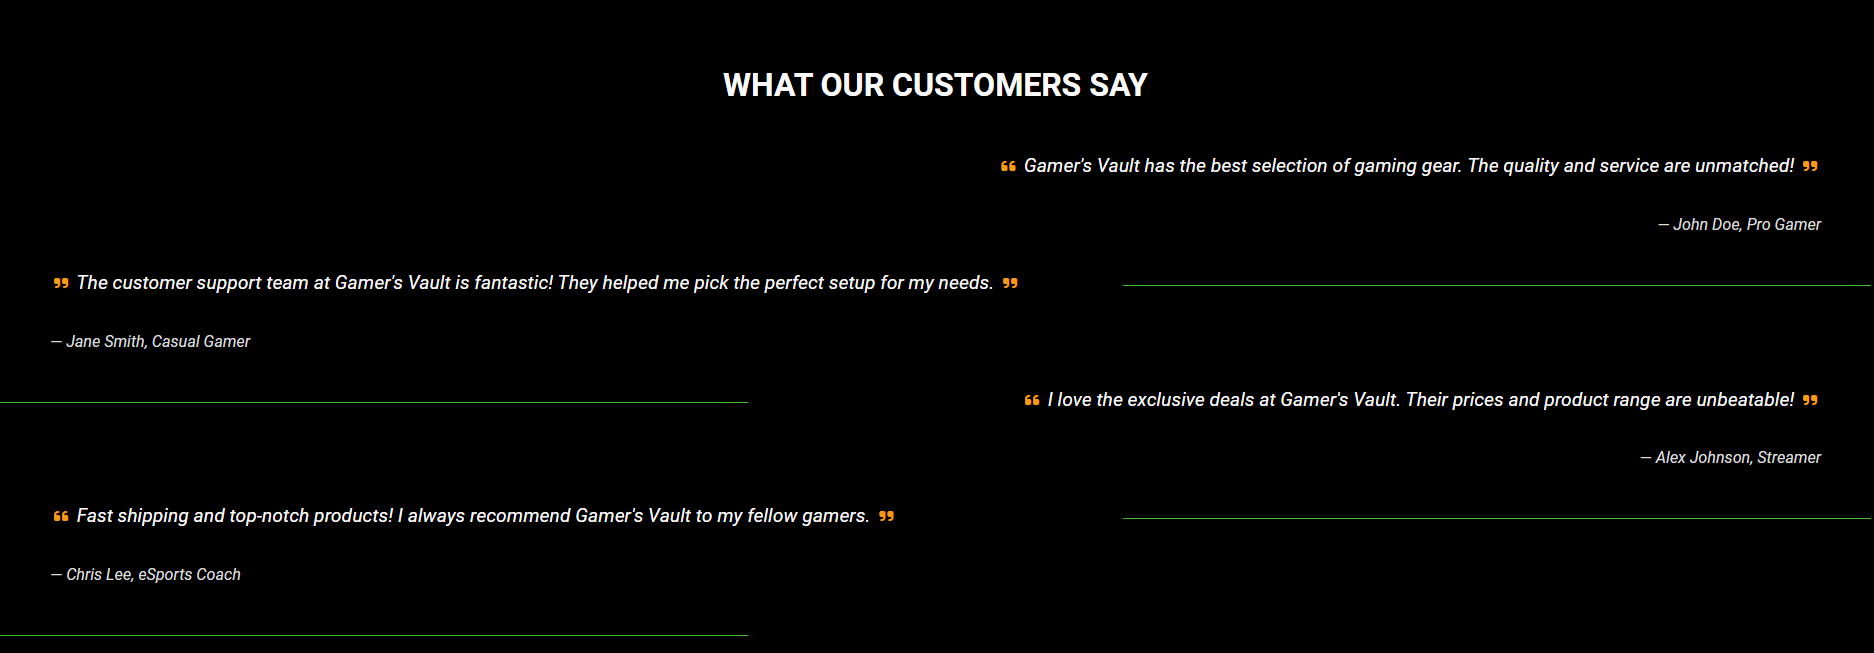 WHAT OUR CUSTOMERS SAY
“ Gamer's Vault has the best selection of gaming gear. The quality and service are unmatched! ”
— John Doe, Pro Gamer
” The customer support team at Gamer's Vault is fantastic! They helped me pick the perfect setup for my needs. ”
— Jane Smith, Casual Gamer
“ I love the exclusive deals at Gamer's Vault. Their prices and product range are unbeatable! ”
— Alex Johnson, Streamer
“ Fast shipping and top-notch products! I always recommend Gamer's Vault to my fellow gamers. ”
— Chris Lee, eSports Coach